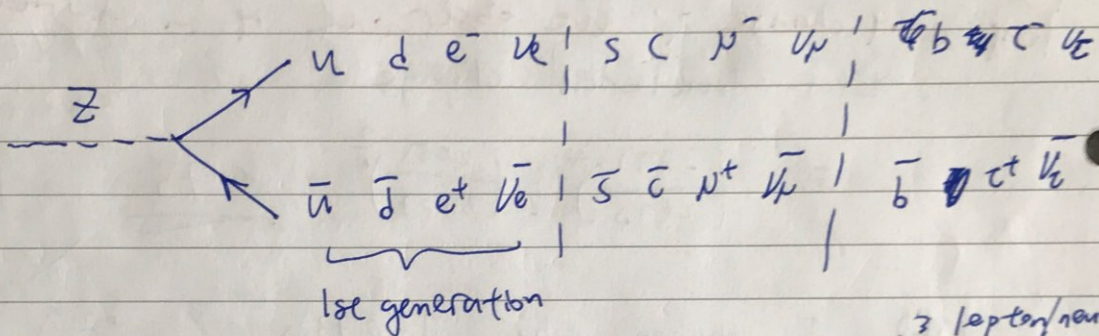 u d e⁻ νe | s c μ⁻ νμ | b τ⁻ ντ
Z
ū d̄ e⁺ ν̄e | s̄ c̄ μ⁺ ν̄μ | b̄ τ⁺ ν̄τ
1st generation
3 lepton/neu